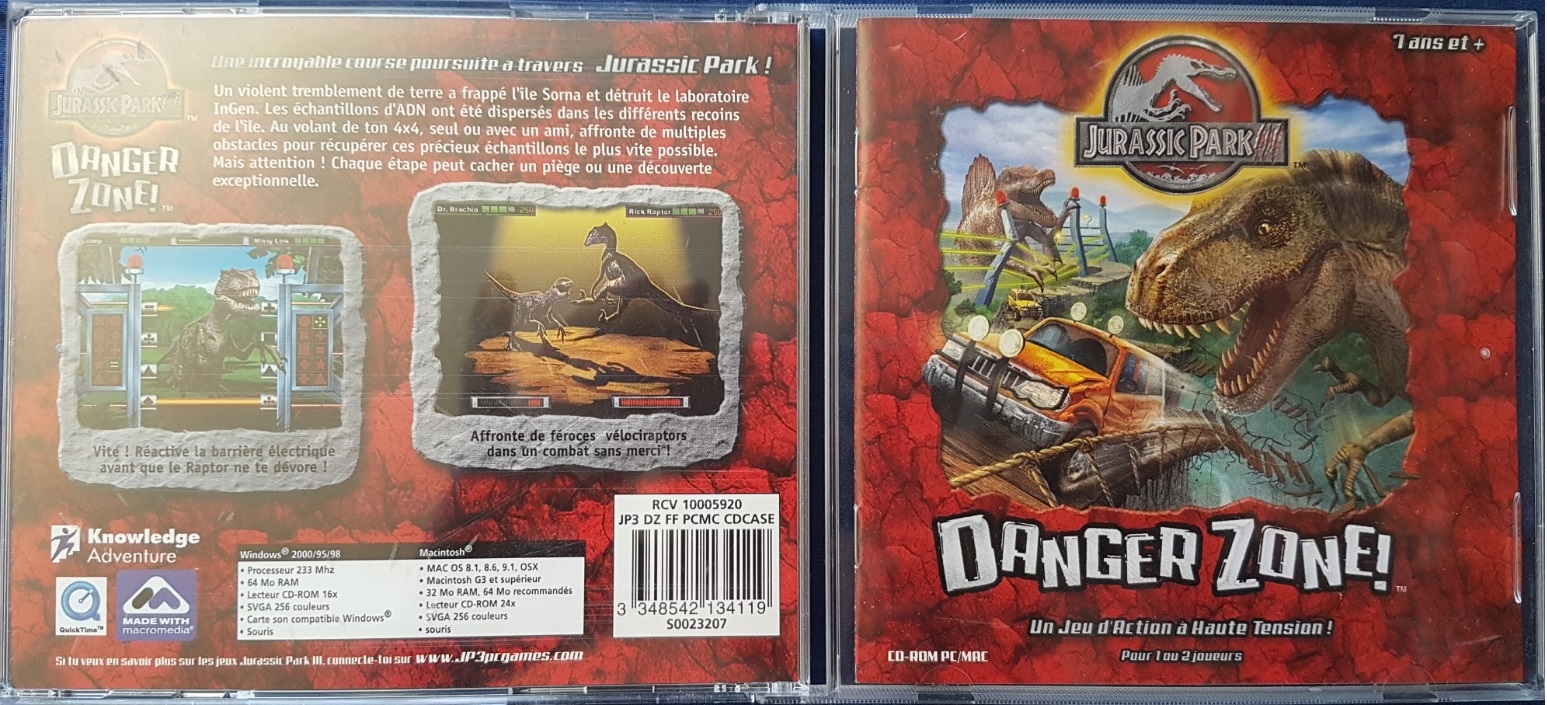 Une incroyable course poursuite à travers Jurassic Park !
JURASSIC PARK III
TM
DANGER
ZONE!
TM
Un violent tremblement de terre a frappé l'île Sorna et détruit le laboratoire
InGen. Les échantillons d'ADN ont été dispersés dans les différents recoins
de l'île. Au volant de ton 4x4, seul ou avec un ami, affronte de multiples
obstacles pour récupérer ces précieux échantillons le plus vite possible.
Mais attention ! Chaque étape peut cacher un piège ou une découverte
exceptionnelle.
Missy Link
Dr. Brachio 250
Rick Raptor 250
Vite ! Réactive la barrière électrique
avant que le Raptor ne te dévore !
Affronte de féroces vélociraptors
dans un combat sans merci !
Knowledge
Adventure
QuickTime™
MADE WITH
macromedia®
Windows® 2000/95/98
• Processeur 233 Mhz
• 64 Mo RAM
• Lecteur CD-ROM 16x
• SVGA 256 couleurs
• Carte son compatible Windows®
• Souris
Macintosh®
• MAC OS 8.1, 8.6, 9.1, OSX
• Macintosh G3 et supérieur
• 32 Mo RAM, 64 Mo recommandés
• Lecteur CD-ROM 24x
• SVGA 256 couleurs
• souris
RCV 10005920
JP3 DZ FF PCMC CDCASE
3 348542 134119
S0023207
Si tu veux en savoir plus sur les jeux Jurassic Park III, connecte-toi sur www.JP3pcgames.com
7 ans et +
JURASSIC PARK III
TM
DANGER ZONE!
TM
Un Jeu d'Action à Haute Tension !
CD-ROM PC/MAC
Pour 1 ou 2 joueurs